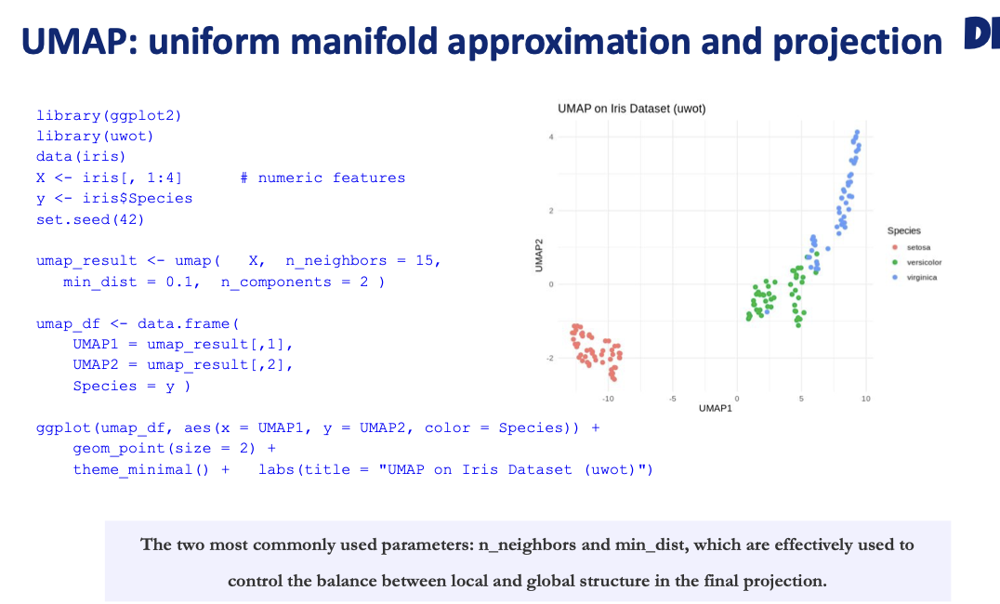 UMAP: uniform manifold approximation and projection
library(ggplot2)
library(uwot)
data(iris)
X <- iris[, 1:4]      # numeric features
y <- iris$Species
set.seed(42)
umap_result <- umap(   X,  n_neighbors = 15,
   min_dist = 0.1,  n_components = 2 )
umap_df <- data.frame(
    UMAP1 = umap_result[,1],
    UMAP2 = umap_result[,2],
    Species = y )
ggplot(umap_df, aes(x = UMAP1, y = UMAP2, color = Species)) +
    geom_point(size = 2) +
    theme_minimal() +   labs(title = "UMAP on Iris Dataset (uwot)")
UMAP on Iris Dataset (uwot)
4
2
0
-2
UMAP2
-10 -5 0 5 10
UMAP1
Species
setosa
versicolor
virginica
The two most commonly used parameters: n_neighbors and min_dist, which are effectively used to
control the balance between local and global structure in the final projection.